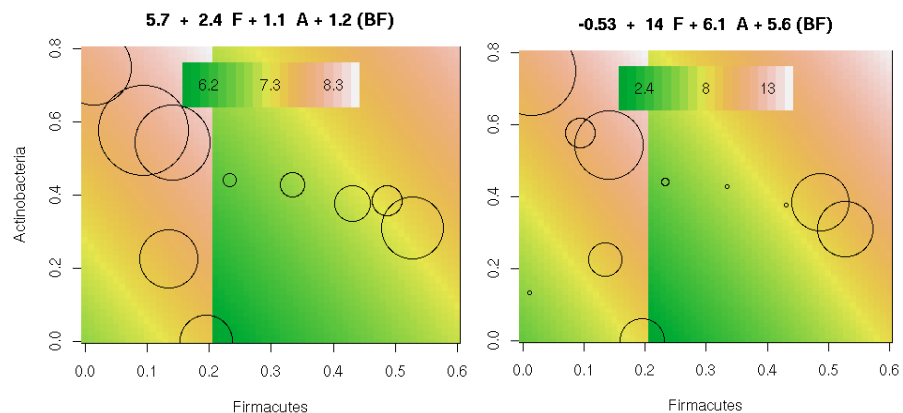 5.7 + 2.4 F + 1.1 A + 1.2 (BF)
6.2 7.3 8.3
0.8
0.6
0.4
0.2
0.0
Actinobacteria
0.0 0.1 0.2 0.3 0.4 0.5 0.6
Firmacutes
-0.53 + 14 F + 6.1 A + 5.6 (BF)
2.4 8 13
0.8
0.6
0.4
0.2
0.0
0.0 0.1 0.2 0.3 0.4 0.5 0.6
Firmacutes